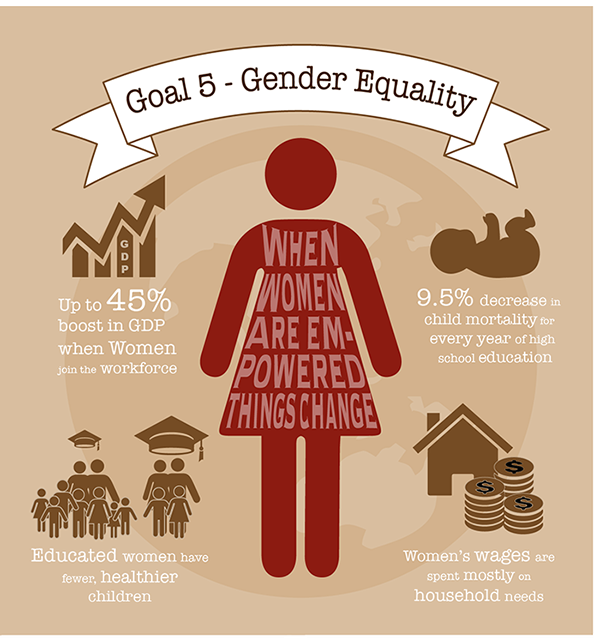 Goal 5 - Gender Equality
WHEN
WOMEN
ARE EM-
POWERED
THINGS CHANGE
GDP
Up to 45%
boost in GDP
when Women
join the workforce
9.5% decrease in
child mortality for
every year of high
school education
Educated women have
fewer, healthier
children
$
$
$
Women's wages are
spent mostly on
household needs